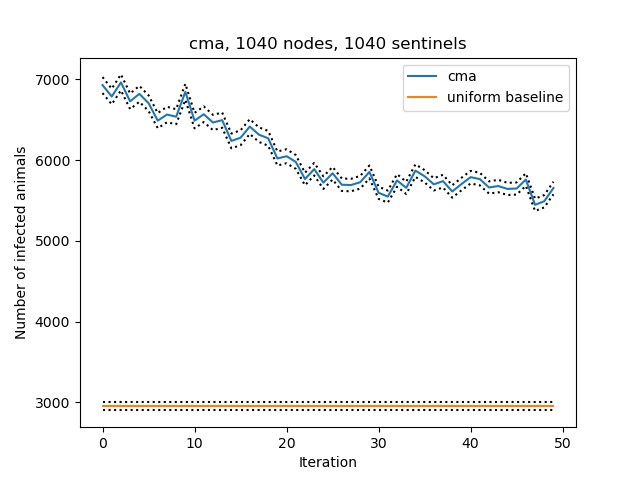 cma, 1040 nodes, 1040 sentinels
cma
uniform baseline
Number of infected animals
7000
6000
5000
4000
3000
0 10 20 30 40 50
Iteration